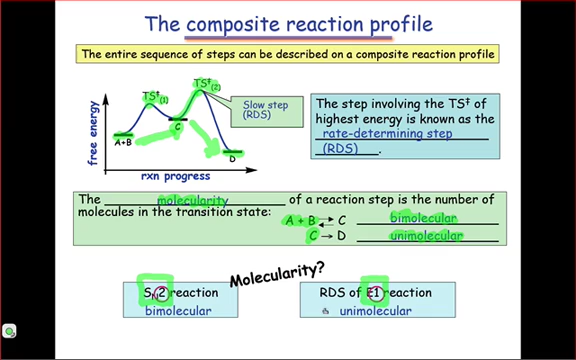 The composite reaction profile
The entire sequence of steps can be described on a composite reaction profile
free energy
TS‡(1)
TS‡(2)
A+B
C
D
rxn progress
Slow step
(RDS)
The step involving the TS‡ of
highest energy is known as the
rate-determining step
(RDS).
The molecularity of a reaction step is the number of
molecules in the transition state:
A + B ⇄ C bimolecular
C → D unimolecular
Molecularity?
SN2 reaction
bimolecular
RDS of E1 reaction
unimolecular